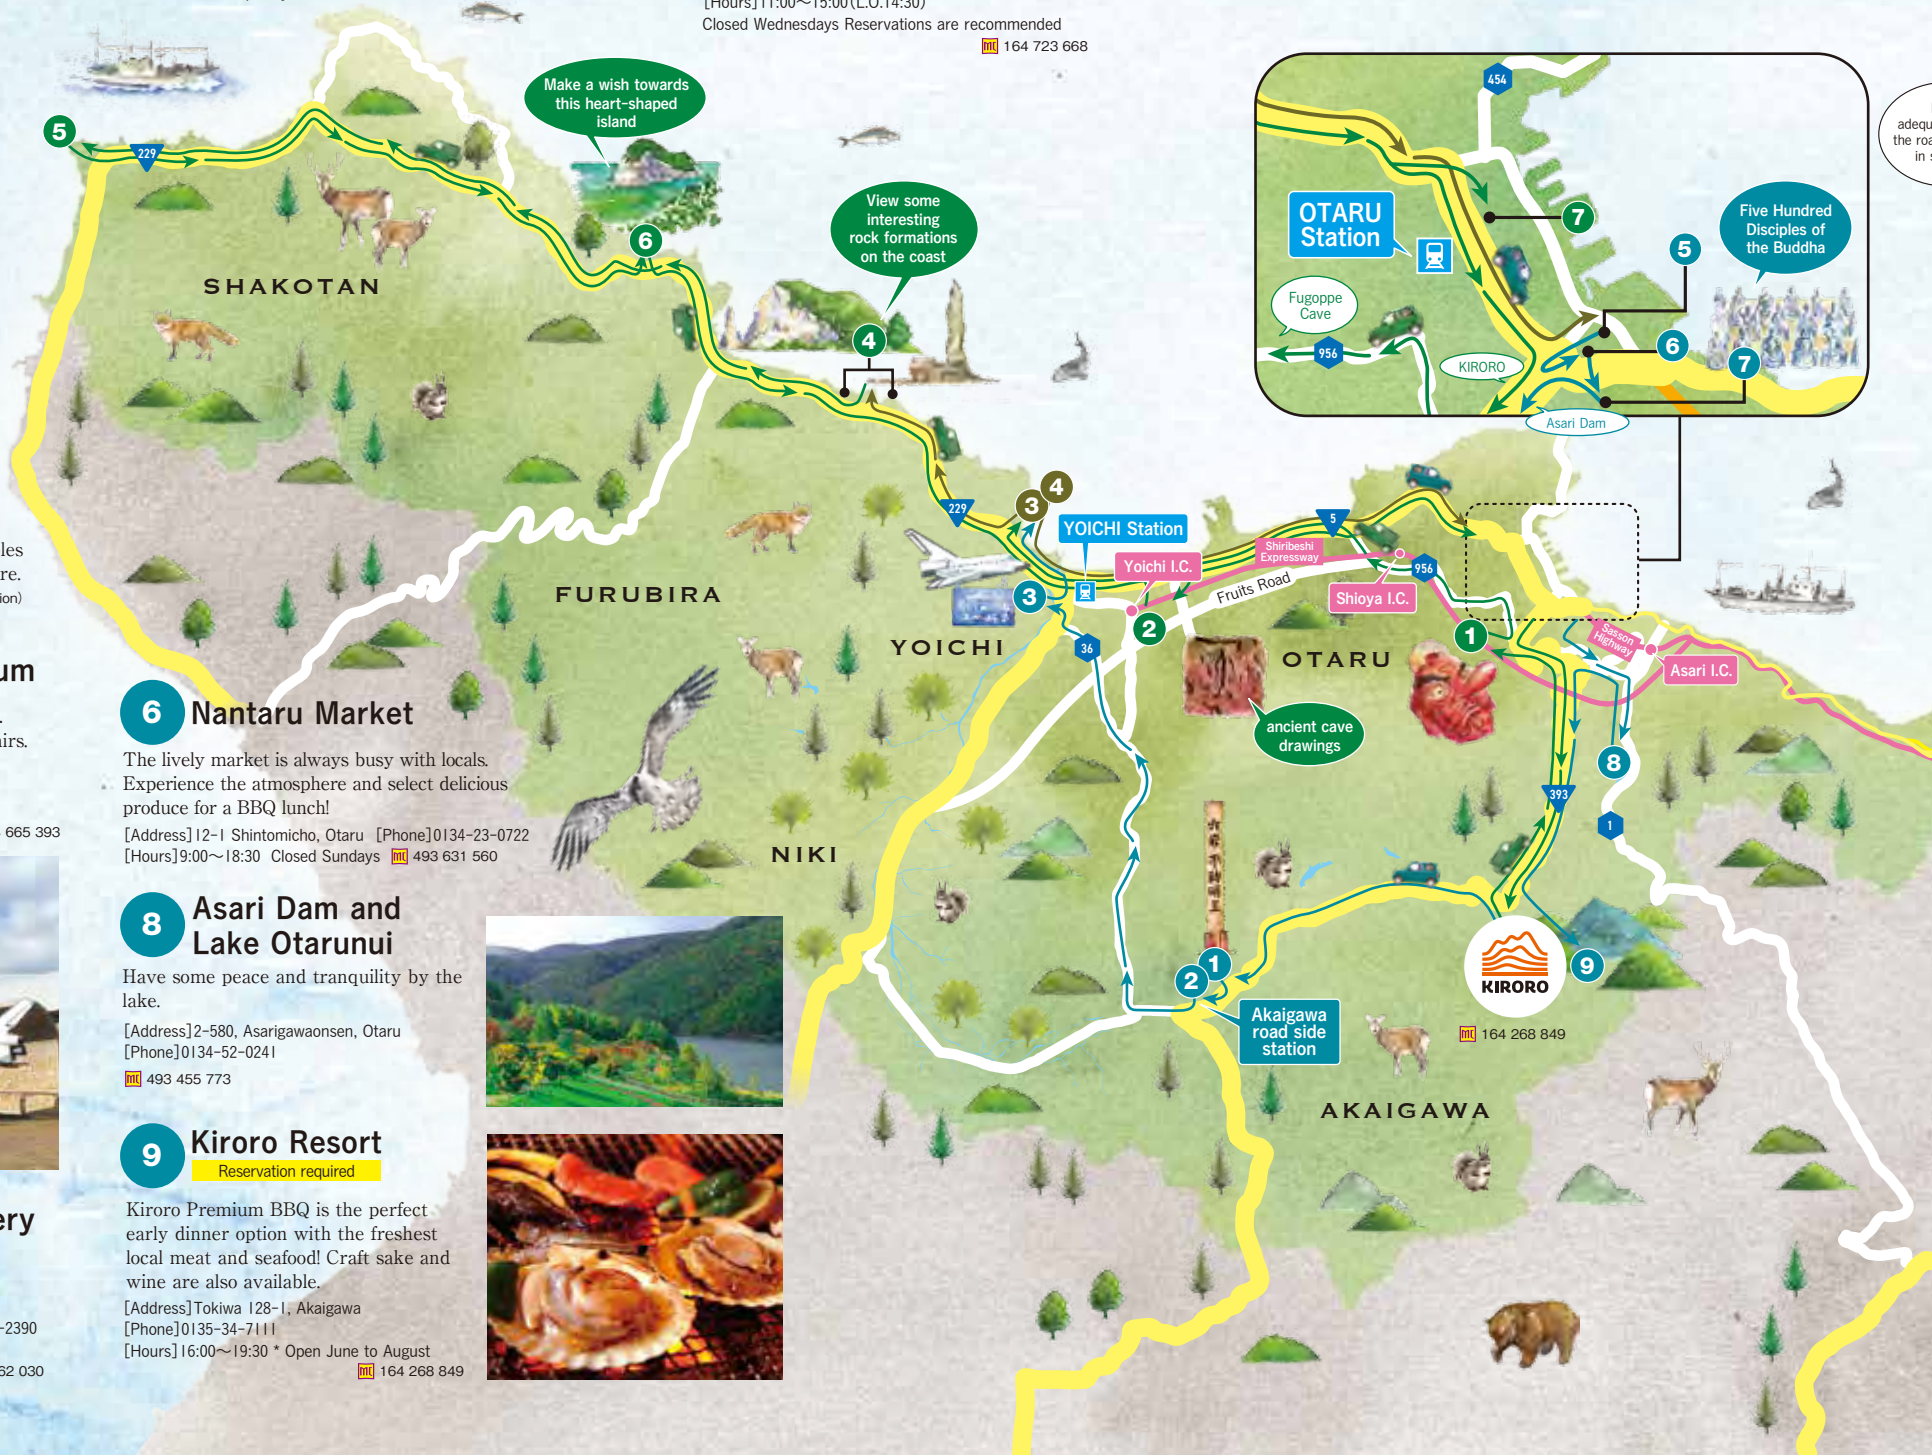 [Hours]11:00～15:00(L.O.14:30)
Closed Wednesdays Reservations are recommended
164 723 668
Make a wish towards
this heart-shaped
island
View some
interesting
rock formations
on the coast
5
229
6
4
SHAKOTAN
454
OTARU
Station
7
5
Five Hundred
Disciples of
the Buddha
Fugoppe
Cave
956
KIRORO
6
7
Asari Dam
the
in
3
4
229
YOICHI Station
Yoichi I.C.
Shiribeshi
Expressway
5
956
Fruits Road
Shioya I.C.
FURUBIRA
3
2
1
YOICHI
36
OTARU
Sasson
Highway
Asari I.C.
ancient cave
drawings
8
393
1
NIKI
1
2
Akaigawa
road side
station
六
KIRORO
9
164 268 849
AKAIGAWA
re.
665 393
-2390
62 030
6 Nantaru Market
The lively market is always busy with locals.
Experience the atmosphere and select delicious
produce for a BBQ lunch!
[Address]12-1 Shintomicho, Otaru [Phone]0134-23-0722
[Hours]9:00～18:30 Closed Sundays 493 631 560
8 Asari Dam and
Lake Otarunui
Have some peace and tranquility by the
lake.
[Address]2-580, Asarigawaonsen, Otaru
[Phone]0134-52-0241
493 455 773
9 Kiroro Resort
Reservation required
Kiroro Premium BBQ is the perfect
early dinner option with the freshest
local meat and seafood! Craft sake and
wine are also available.
[Address]Tokiwa 128-1, Akaigawa
[Phone]0135-34-7111
[Hours]16:00～19:30 * Open June to August
164 268 849